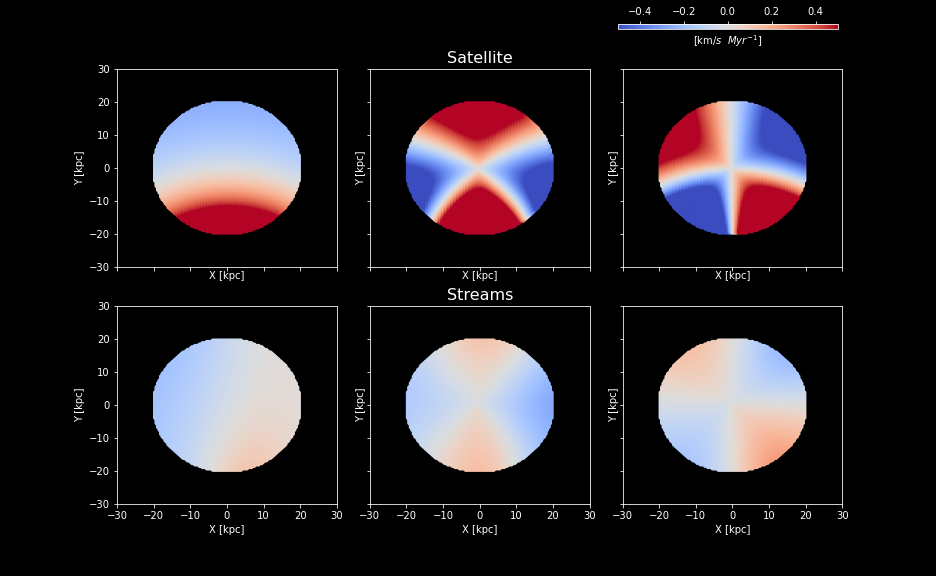 −0.4 −0.2 0.0 0.2 0.4
[km/s Myr⁻¹]
Satellite
30
20
10
0
−10
−20
−30
Y [kpc]
X [kpc]
Y [kpc]
X [kpc]
Y [kpc]
X [kpc]
Streams
30
20
10
0
−10
−20
−30
Y [kpc]
−30 −20 −10 0 10 20 30
X [kpc]
Y [kpc]
−30 −20 −10 0 10 20 30
X [kpc]
Y [kpc]
−30 −20 −10 0 10 20 30
X [kpc]